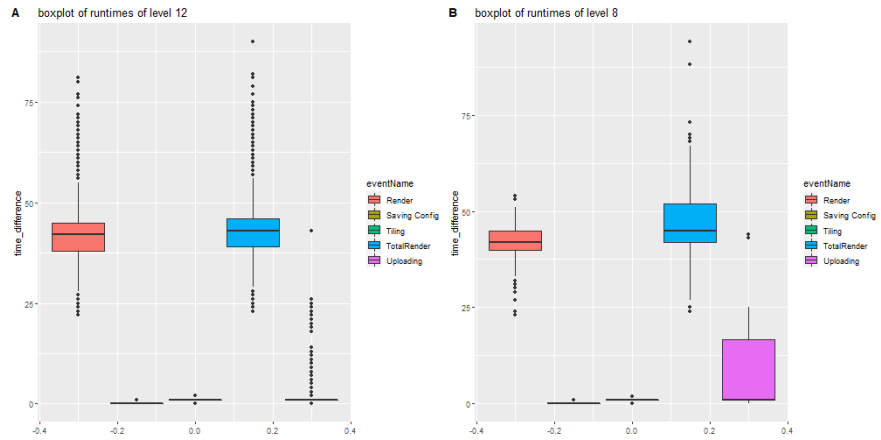 A boxplot of runtimes of level 12
time_difference
75
50
25
0
-0.4 -0.2 0.0 0.2 0.4
eventName
Render
Saving Config
Tiling
TotalRender
Uploading
B boxplot of runtimes of level 8
time_difference
75
50
25
0
-0.4 -0.2 0.0 0.2 0.4
eventName
Render
Saving Config
Tiling
TotalRender
Uploading